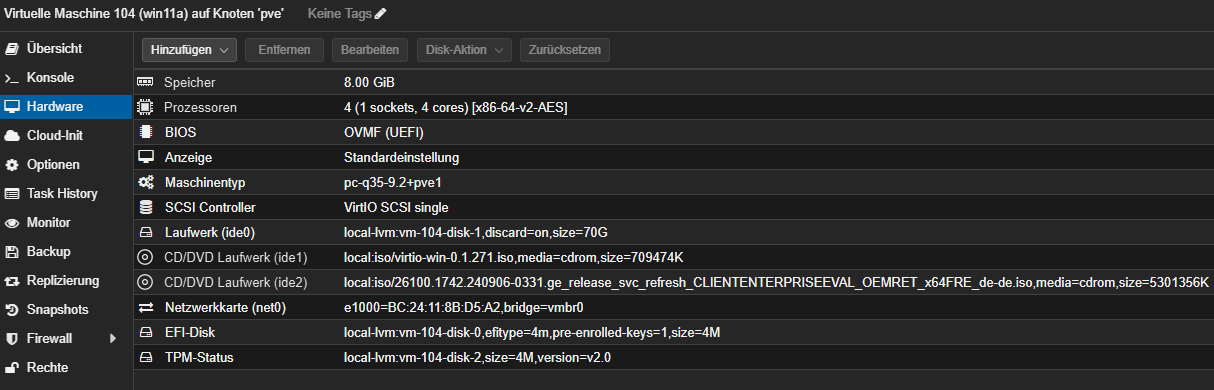 Virtuelle Maschine 104 (win11a) auf Knoten 'pve' Keine Tags
Übersicht
Konsole
Hardware
Cloud-Init
Optionen
Task History
Monitor
Backup
Replizierung
Snapshots
Firewall
Rechte
Hinzufügen Entfernen Bearbeiten Disk-Aktion Zurücksetzen
Speicher 8.00 GiB
Prozessoren 4 (1 sockets, 4 cores) [x86-64-v2-AES]
BIOS OVMF (UEFI)
Anzeige Standardeinstellung
Maschinentyp pc-q35-9.2+pve1
SCSI Controller VirtIO SCSI single
Laufwerk (ide0) local-lvm:vm-104-disk-1,discard=on,size=70G
CD/DVD Laufwerk (ide1) local:iso/virtio-win-0.1.271.iso,media=cdrom,size=709474K
CD/DVD Laufwerk (ide2) local:iso/26100.1742.240906-0331.ge_release_svc_refresh_CLIENTENTERPRISEEVAL_OEMRET_x64FRE_de-de.iso,media=cdrom,size=5301356K
Netzwerkkarte (net0) e1000=BC:24:11:8B:D5:A2,bridge=vmbr0
EFI-Disk local-lvm:vm-104-disk-0,efitype=4m,pre-enrolled-keys=1,size=4M
TPM-Status local-lvm:vm-104-disk-2,size=4M,version=v2.0